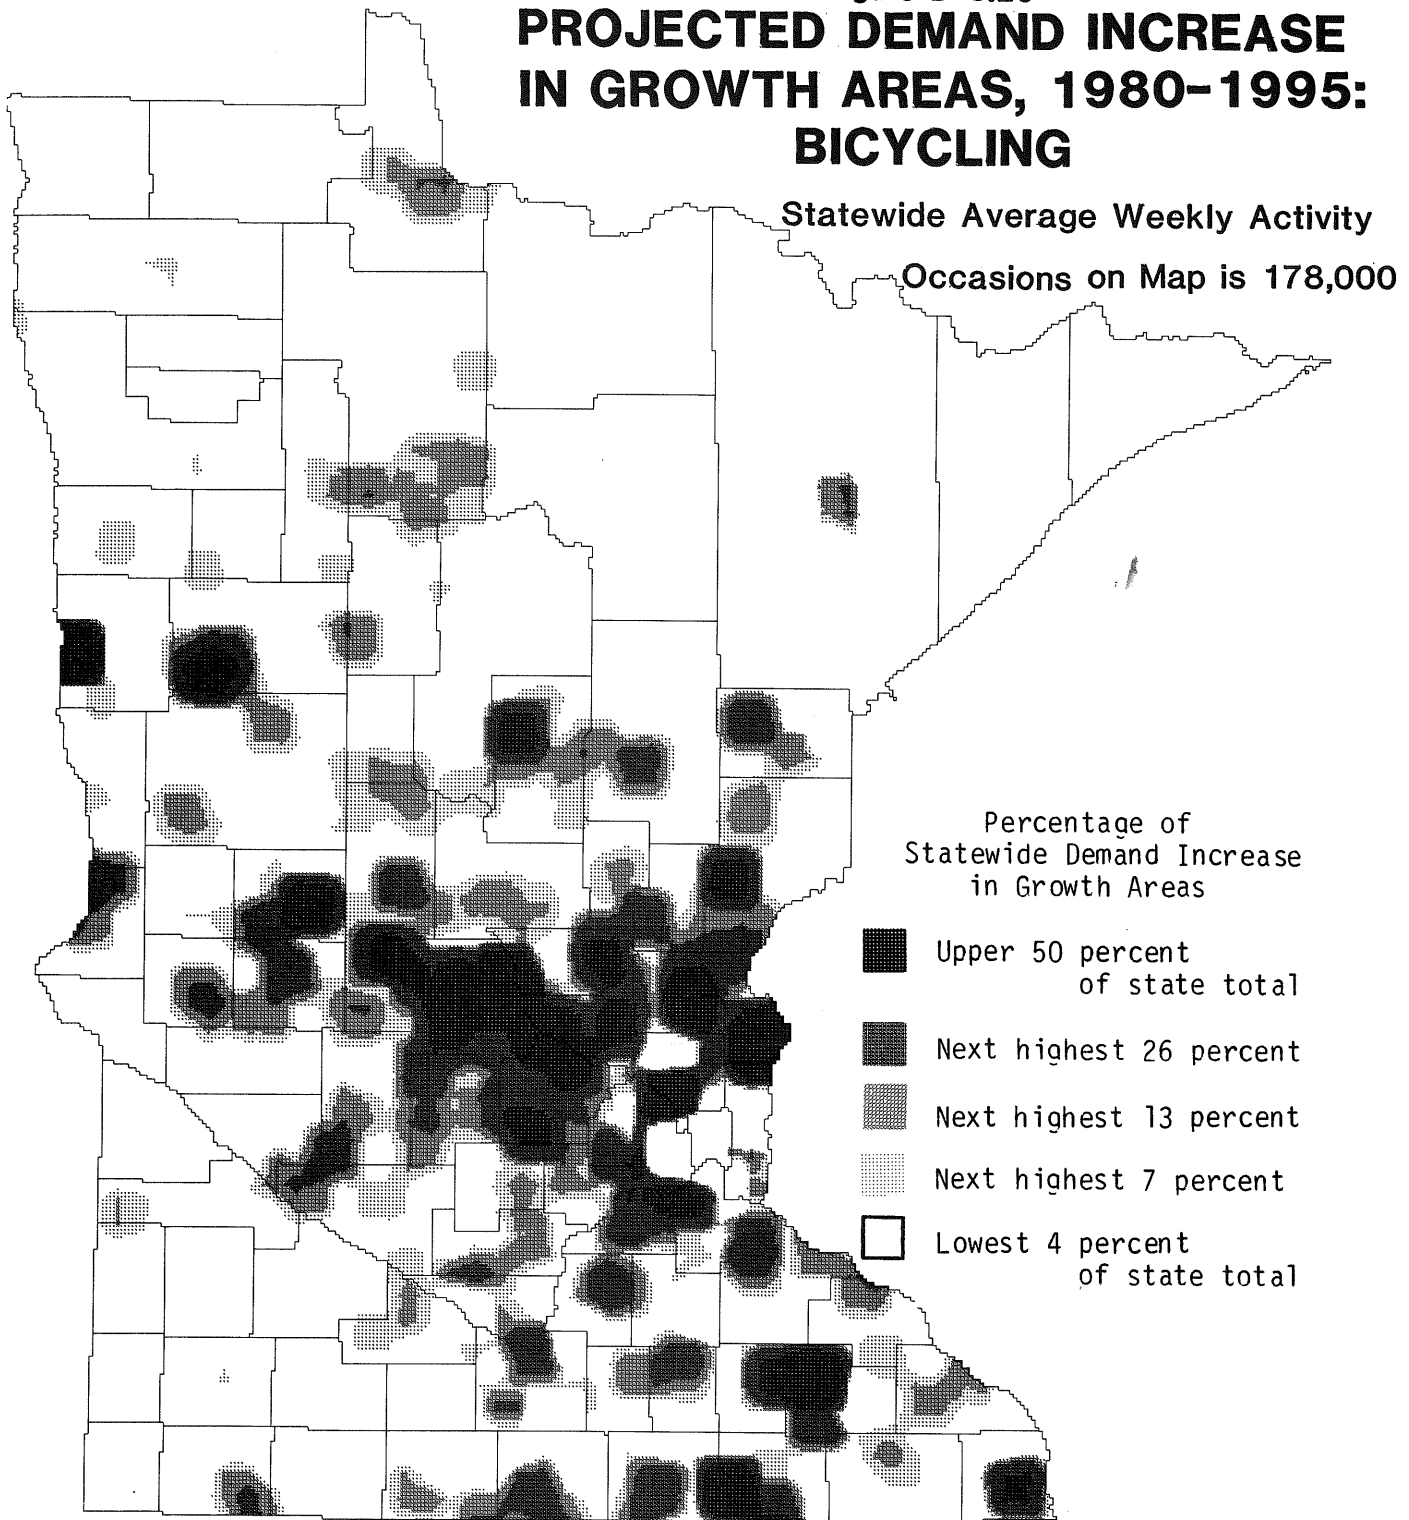 PROJECTED DEMAND INCREASE
IN GROWTH AREAS, 1980-1995:
BICYCLING
Statewide Average Weekly Activity
Occasions on Map is 178,000
Percentage of
Statewide Demand Increase
in Growth Areas
Upper 50 percent
of state total
Next highest 26 percent
Next highest 13 percent
Next highest 7 percent
Lowest 4 percent
of state total